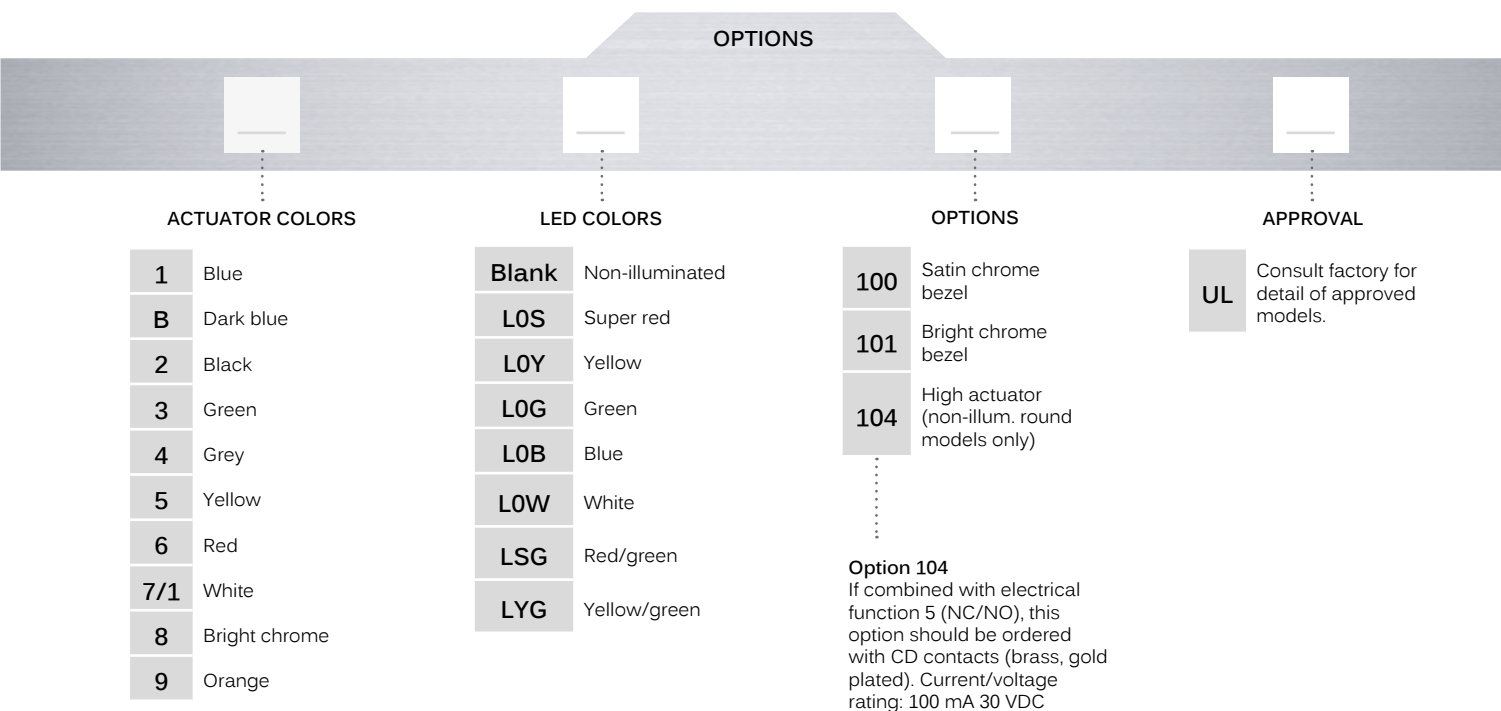 OPTIONS
ACTUATOR COLORS
1 Blue
B Dark blue
2 Black
3 Green
4 Grey
5 Yellow
6 Red
7/1 White
8 Bright chrome
9 Orange
LED COLORS
Blank Non-illuminated
L0S Super red
L0Y Yellow
L0G Green
L0B Blue
L0W White
LSG Red/green
LYG Yellow/green
OPTIONS
100 Satin chrome
bezel
101 Bright chrome
bezel
104 High actuator
(non-illum. round
models only)
Option 104
If combined with electrical
function 5 (NC/NO), this
option should be ordered
with CD contacts (brass, gold
plated). Current/voltage
rating: 100 mA 30 VDC
APPROVAL
UL Consult factory for
detail of approved
models.